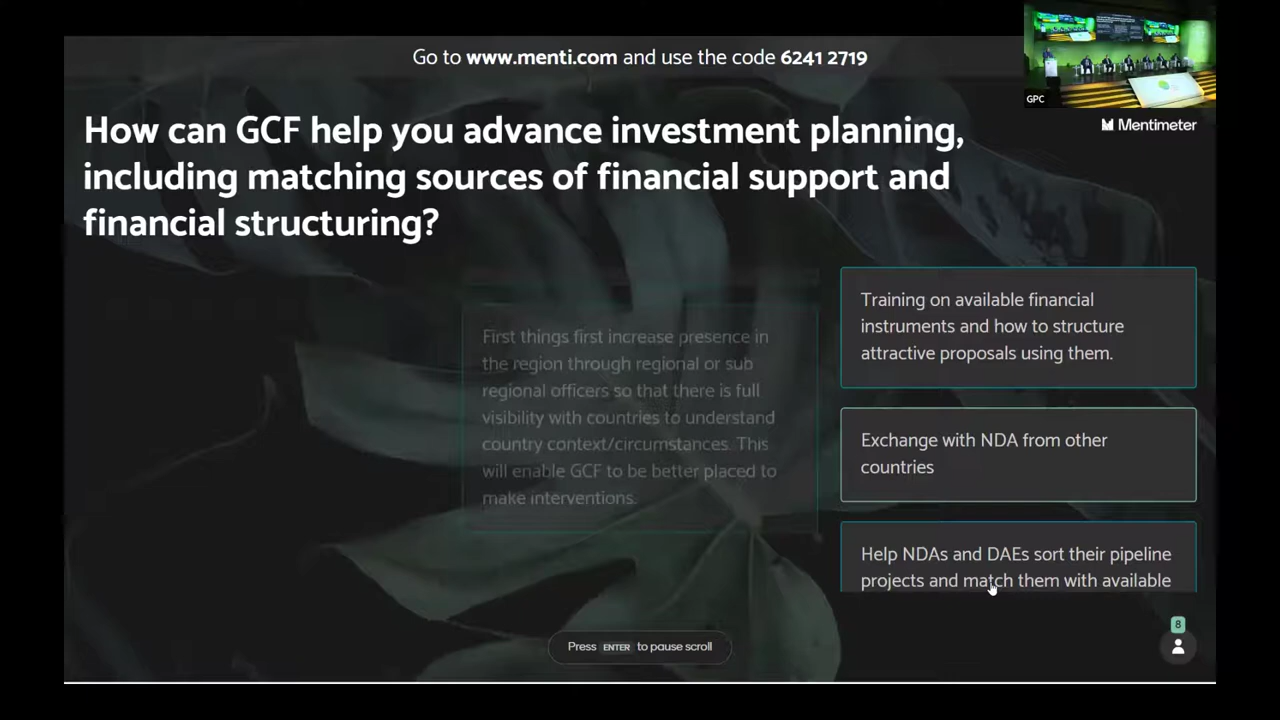 Go to www.menti.com and use the code 6241 2719
GPC
Mentimeter
How can GCF help you advance investment planning,
including matching sources of financial support and
financial structuring?
First things first increase presence in
the region through regional or sub
regional officers so that there is full
visibility with countries to understand
country context/circumstances. This
will enable GCF to be better placed to
make interventions.
Training on available financial
instruments and how to structure
attractive proposals using them.
Exchange with NDA from other
countries
Help NDAs and DAEs sort their pipeline
projects and match them with available
Press ENTER to pause scroll
8